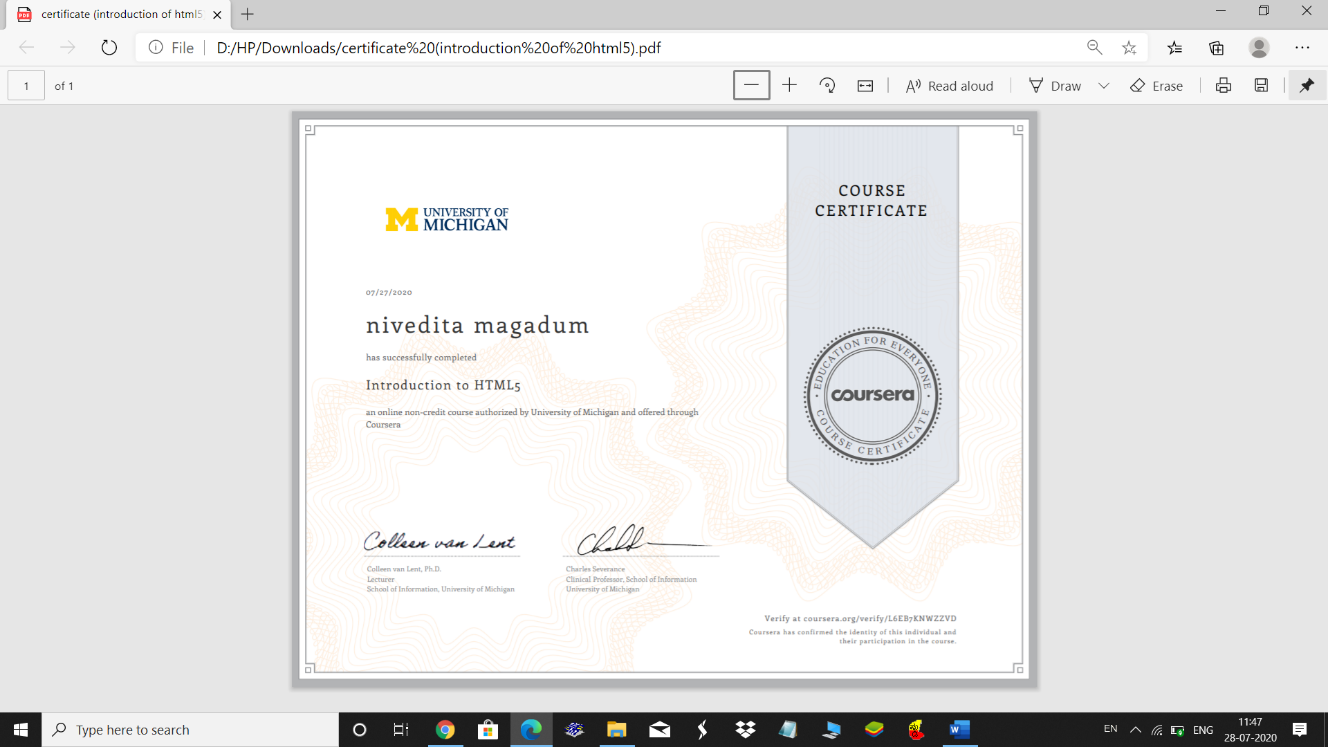 certificate (introduction of html5
File
D:/HP/Downloads/certificate%20(introduction%20of%20html5).pdf
1
of 1
Read aloud
Draw
Erase
COURSE
CERTIFICATE
UNIVERSITY OF
MICHIGAN
07/27/2020
nivedita magadum
has successfully completed
Introduction to HTML5
an online non-credit course authorized by University of Michigan and offered through
Coursera
EDUCATION FOR EVERYONE
coursera
COURSE CERTIFICATE
Colleen van Lent
Colleen van Lent, Ph.D.
Lecturer
School of Information, University of Michigan
Charles Severance
Clinical Professor, School of Information
University of Michigan
Verify at coursera.org/verify/L6EB7KNWZZVD
Coursera has confirmed the identity of this individual and
their participation in the course.
Type here to search
EN
ENG
11:47
28-07-2020